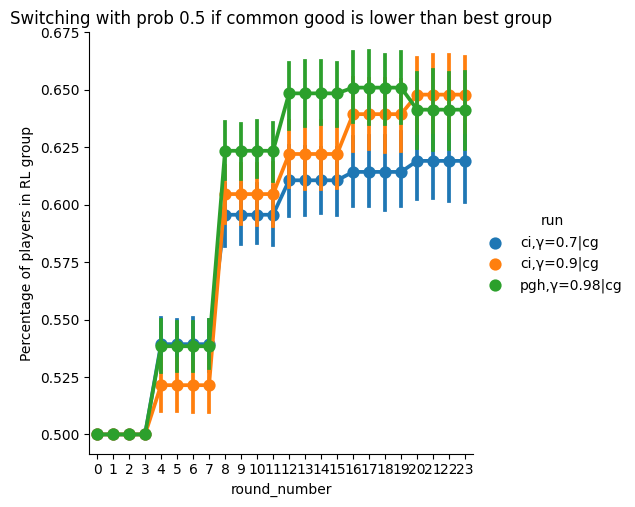 Switching with prob 0.5 if common good is lower than best group
0.675
0.650
0.625
0.600
0.575
0.550
0.525
0.500
Percentage of players in RL group
0 1 2 3 4 5 6 7 8 9 10 11 12 13 14 15 16 17 18 19 20 21 22 23
round_number
run
ci,γ=0.7|cg
ci,γ=0.9|cg
pgh,γ=0.98|cg